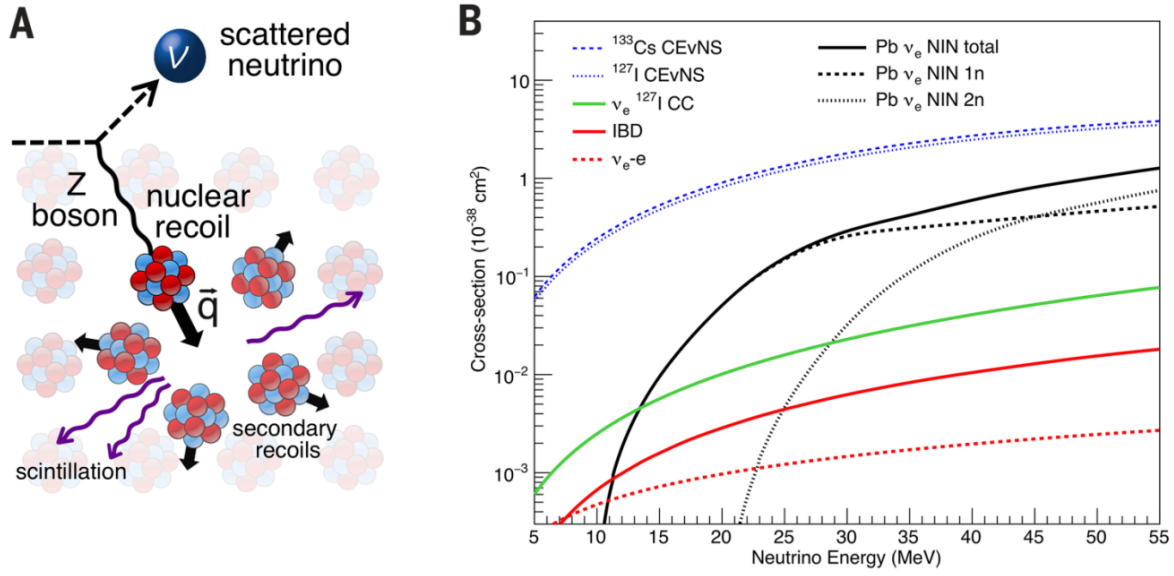 A
ν
scattered
neutrino
Z
boson
nuclear
recoil
q⃗
secondary
recoils
scintillation
B
Cross-section (10⁻³⁸ cm²)
10
1
10⁻¹
10⁻²
10⁻³
¹³³Cs CEvNS
¹²⁷I CEvNS
νₑ ¹²⁷I CC
IBD
νₑ-e
Pb νₑ NIN total
Pb νₑ NIN 1n
Pb νₑ NIN 2n
5 10 15 20 25 30 35 40 45 50 55
Neutrino Energy (MeV)